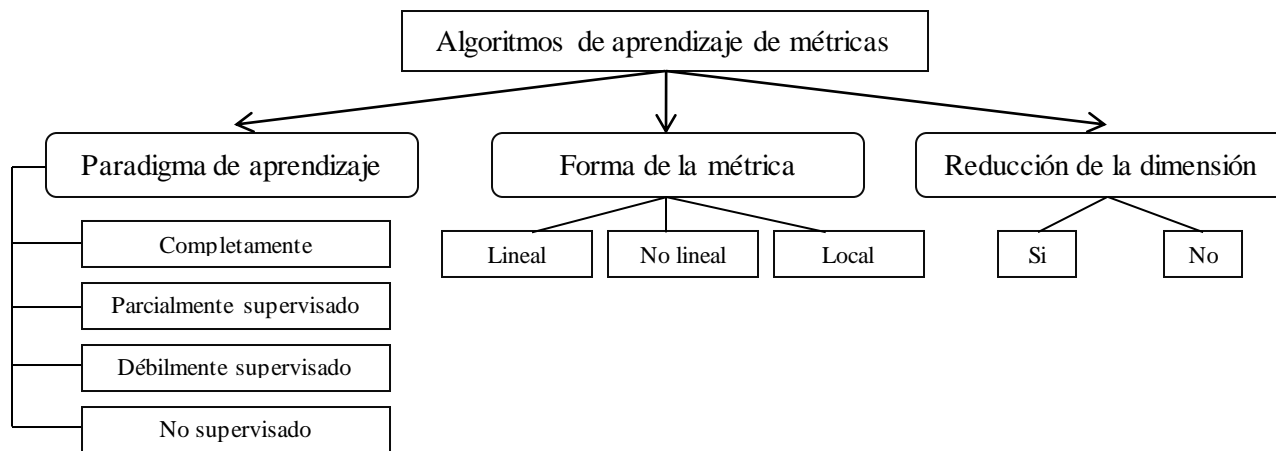 Algoritmos de aprendizaje de métricas
Paradigma de aprendizaje
Forma de la métrica
Reducción de la dimensión
Completamente
Parcialmente supervisado
Débilmente supervisado
No supervisado
Lineal
No lineal
Local
Si
No